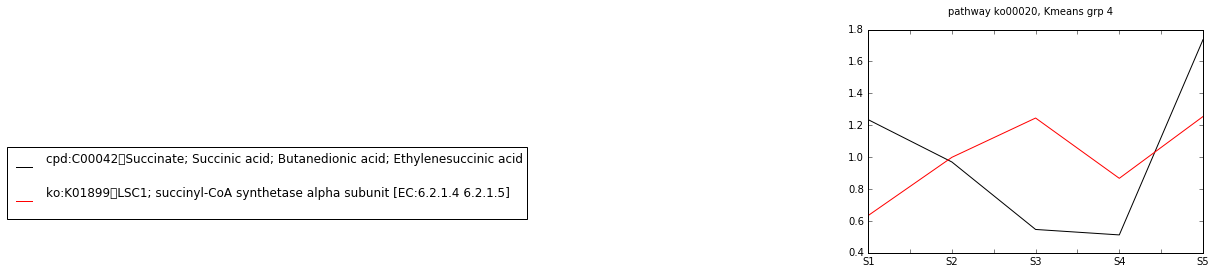 pathway ko00020, Kmeans grp 4
1.8
1.6
1.4
1.2
1.0
0.8
0.6
0.4
S1 S2 S3 S4 S5
cpd:C00042▯Succinate; Succinic acid; Butanedionic acid; Ethylenesuccinic acid
ko:K01899▯LSC1; succinyl-CoA synthetase alpha subunit [EC:6.2.1.4 6.2.1.5]